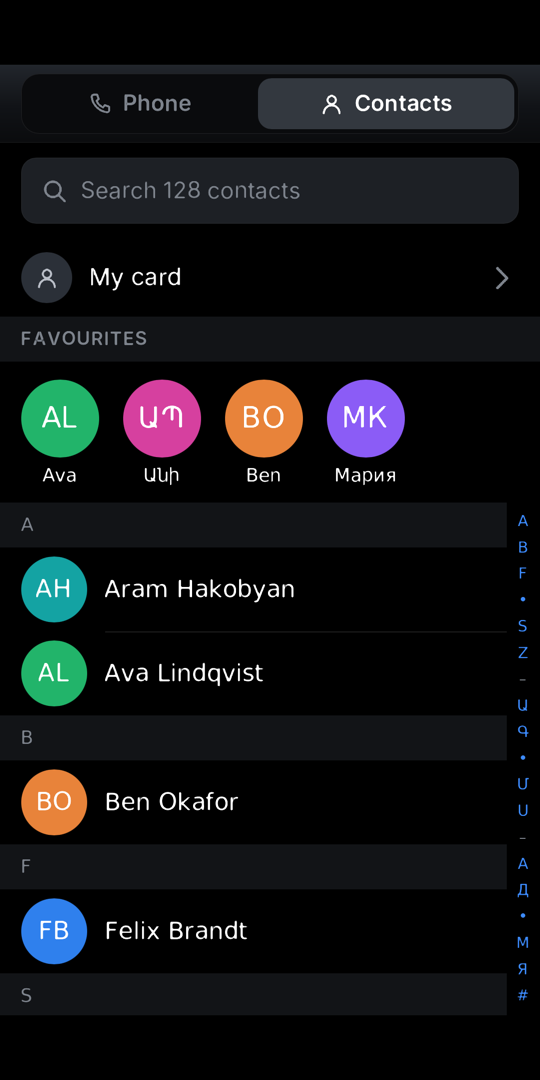 Phone Contacts
Search 128 contacts
My card
FAVOURITES
AL ԱՊ BO МК
Ava Անի Ben Мария
A
AH Aram Hakobyan
AL Ava Lindqvist
B
BO Ben Okafor
F
FB Felix Brandt
S
A
B
F
•
S
Z
–
Ա
Գ
•
Մ
Ս
–
А
Д
•
М
Я
#